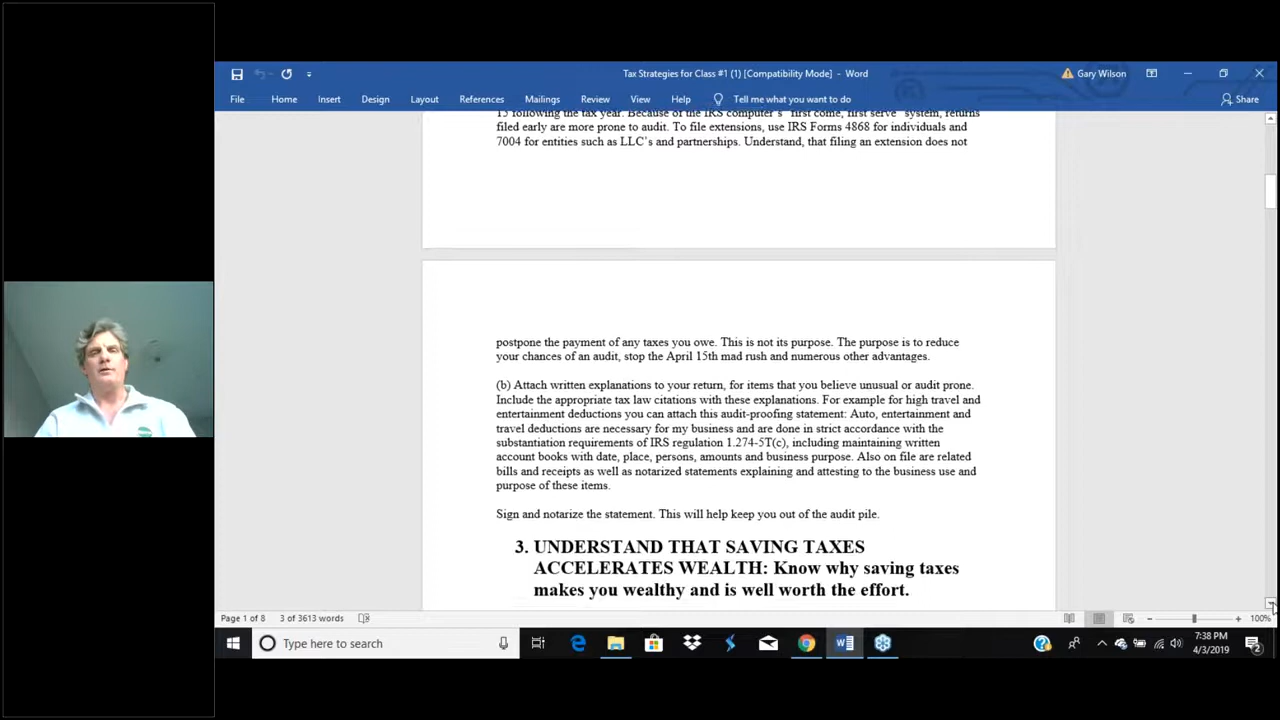 Tax Strategies for Class #1 (1) [Compatibility Mode] - Word
Gary Wilson
File Home Insert Design Layout References Mailings Review View Help Tell me what you want to do Share
15 following the tax year. Because of the IRS computer's "first come, first serve" system, returns
filed early are more prone to audit. To file extensions, use IRS Forms 4868 for individuals and
7004 for entities such as LLC's and partnerships. Understand, that filing an extension does not
postpone the payment of any taxes you owe. This is not its purpose. The purpose is to reduce
your chances of an audit, stop the April 15th mad rush and numerous other advantages.
(b) Attach written explanations to your return, for items that you believe unusual or audit prone.
Include the appropriate tax law citations with these explanations. For example for high travel and
entertainment deductions you can attach this audit-proofing statement: Auto, entertainment and
travel deductions are necessary for my business and are done in strict accordance with the
substantiation requirements of IRS regulation 1.274-5T(c), including maintaining written
account books with date, place, persons, amounts and business purpose. Also on file are related
bills and receipts as well as notarized statements explaining and attesting to the business use and
purpose of these items.
Sign and notarize the statement. This will help keep you out of the audit pile.
3. UNDERSTAND THAT SAVING TAXES
ACCELERATES WEALTH: Know why saving taxes
makes you wealthy and is well worth the effort.
Page 1 of 8 3 of 3613 words
100%
Type here to search
7:38 PM
4/3/2019
2